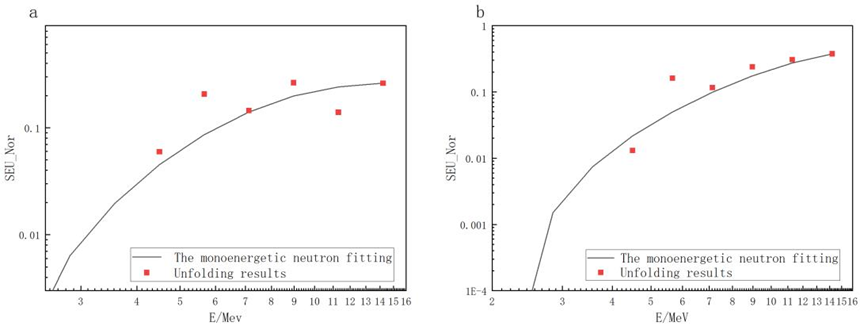 a
SEU_Nor
0.1
0.01
The monoenergetic neutron fitting
Unfolding results
3 4 5 6 7 8 9 10 11 12 13 14 15 16
E/Mev
b
SEU_Nor
1
0.1
0.01
0.001
1E-4
The monoenergetic neutron fitting
Unfolding results
2 3 4 5 6 7 8 9 10 11 12 13 14 15 16
E/MeV